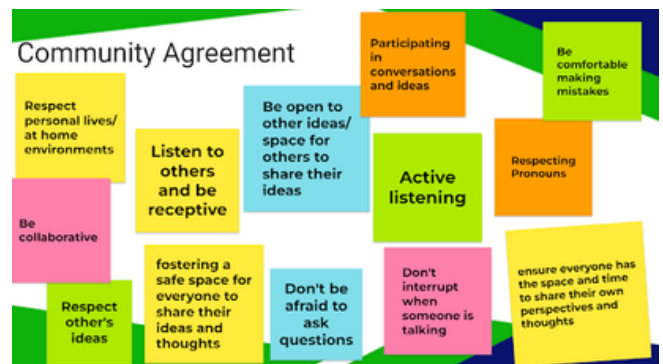 Community Agreement
Respect
personal lives/
at home
environments
Listen to
others
and be
receptive
Be open to
other ideas/
space for
others to
share their
ideas
Participating
in
conversations
and ideas
Be
comfortable
making
mistakes
Active
listening
Respecting
Pronouns
Be
collaborative
Respect
other's
ideas
fostering a
safe space for
everyone to
share their
ideas and
thoughts
Don't be
afraid to
ask
questions
Don't
interrupt
when
someone is
talking
ensure everyone has
the space and time
to share their own
perspectives and
thoughts